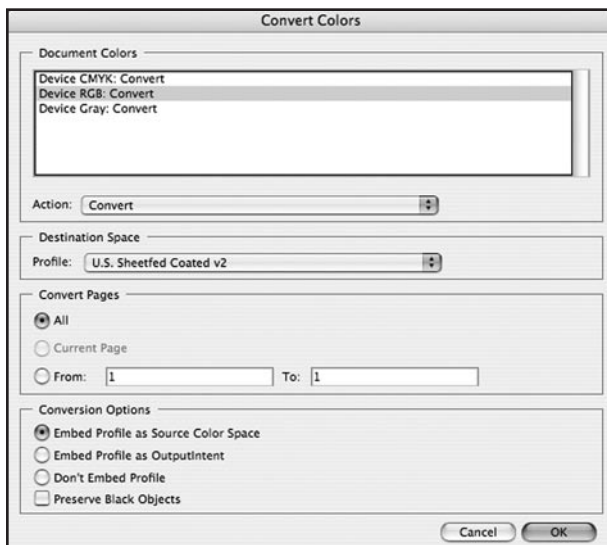 Convert Colors
Document Colors
Device CMYK: Convert
Device RGB: Convert
Device Gray: Convert
Action: Convert
Destination Space
Profile: U.S. Sheetfed Coated v2
Convert Pages
All
Current Page
From: 1 To: 1
Conversion Options
Embed Profile as Source Color Space
Embed Profile as OutputIntent
Don't Embed Profile
Preserve Black Objects
Cancel OK